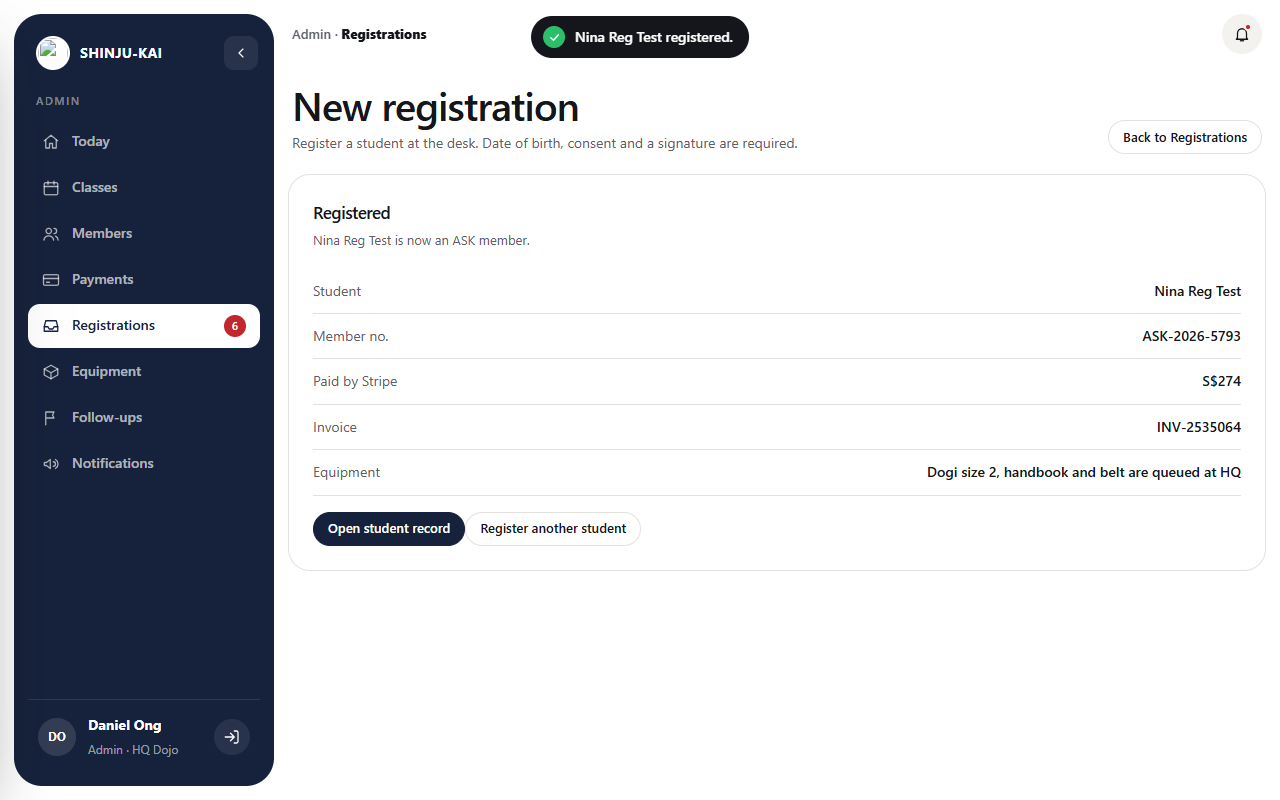 SHINJU-KAI
ADMIN
Today
Classes
Members
Payments
Registrations 6
Equipment
Follow-ups
Notifications
DO
Daniel Ong
Admin · HQ Dojo
Admin · Registrations
Nina Reg Test registered.
New registration
Register a student at the desk. Date of birth, consent and a signature are required.
Back to Registrations
Registered
Nina Reg Test is now an ASK member.
Student Nina Reg Test
Member no. ASK-2026-5793
Paid by Stripe S$274
Invoice INV-2535064
Equipment Dogi size 2, handbook and belt are queued at HQ
Open student record Register another student